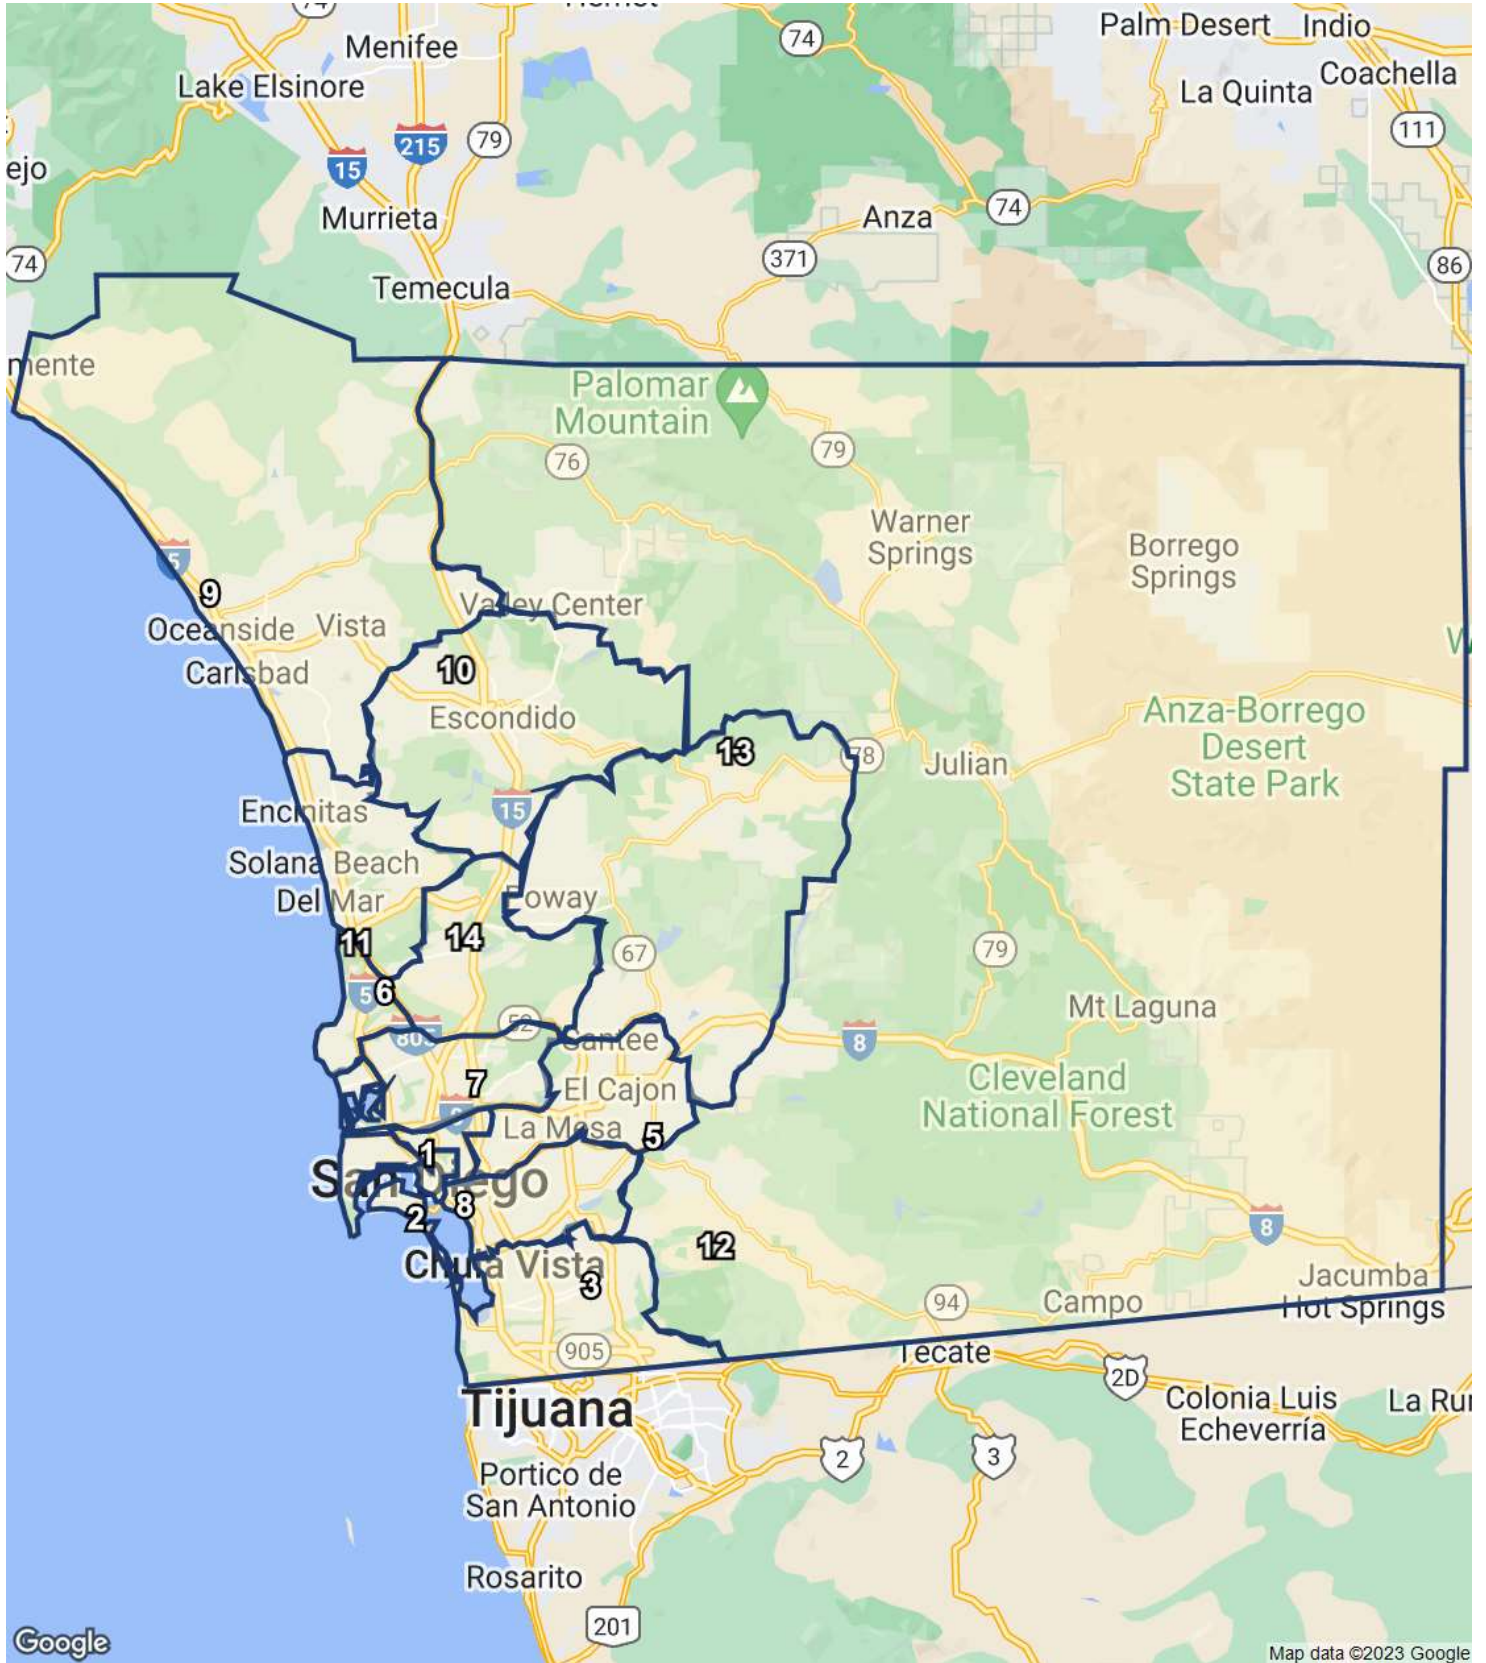 74
Menifee
74
Palm Desert
Indio
Lake Elsinore
La Quinta
Coachella
215
79
111
15
ejo
Murrieta
Anza
74
74
371
86
Temecula
mente
Palomar
Mountain
76
79
Warner
Springs
Borrego
Springs
5
9
Valley Center
Oceanside
Vista
W
Carlsbad
10
Escondido
Anza-Borrego
Desert
State Park
13
78
Julian
Encinitas
15
Solana Beach
Del Mar
Poway
11
14
67
79
6
5
Mt Laguna
52
805
Santee
8
7
El Cajon
Cleveland
National Forest
8
La Mesa
5
1
San Diego
8
2
12
8
Chula Vista
3
Jacumba
Hot Springs
94
Campo
905
Tecate
2D
Tijuana
Colonia Luis
Echeverría
La Rur
2
3
Portico de
San Antonio
Rosarito
201
Google
Map data ©2023 Google